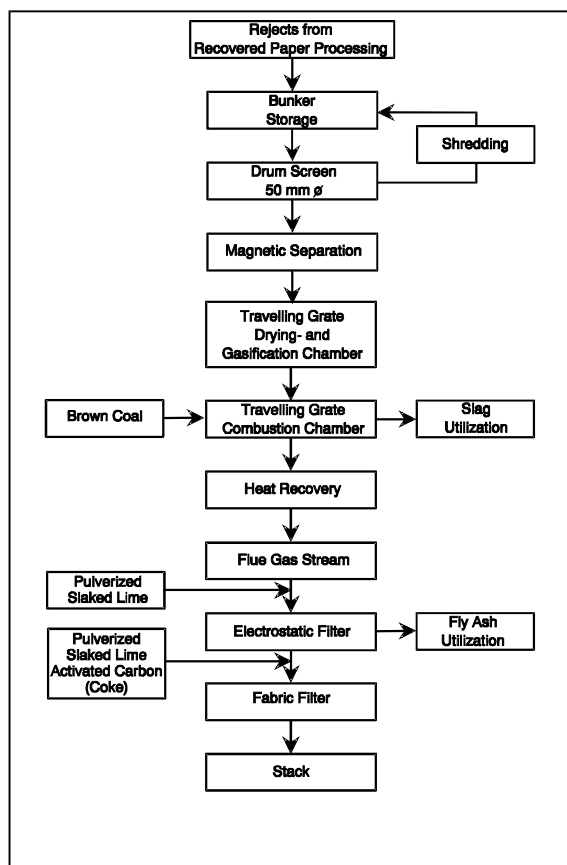 Rejects from
Recovered Paper Processing
Bunker
Storage
Shredding
Drum Screen
50 mm ø
Magnetic Separation
Travelling Grate
Drying- and
Gasification Chamber
Brown Coal
Travelling Grate
Combustion Chamber
Slag
Utilization
Heat Recovery
Flue Gas Stream
Pulverized
Slaked Lime
Electrostatic Filter
Fly Ash
Utilization
Pulverized
Slaked Lime
Activated Carbon
(Coke)
Fabric Filter
Stack